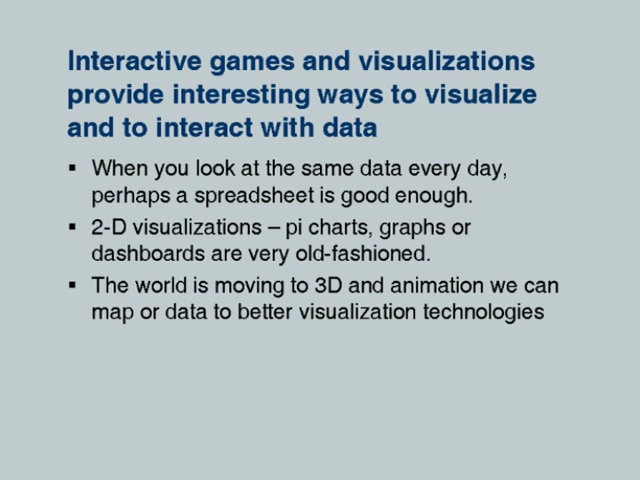 Interactive games and visualizations
provide interesting ways to visualize
and to interact with data
▪ When you look at the same data every day,
perhaps a spreadsheet is good enough.
▪ 2-D visualizations – pi charts, graphs or
dashboards are very old-fashioned.
▪ The world is moving to 3D and animation we can
map or data to better visualization technologies